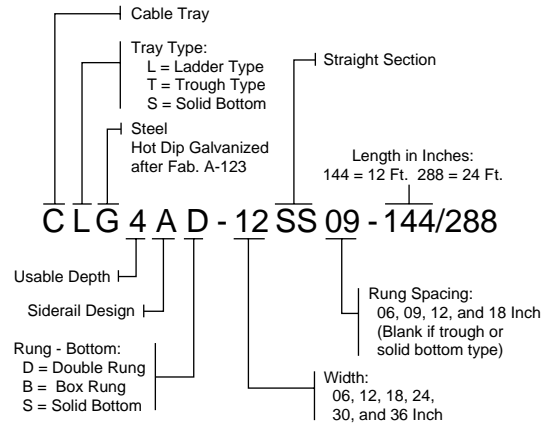 Cable Tray
Tray Type:
L = Ladder Type
T = Trough Type
S = Solid Bottom
Straight Section
Steel
Hot Dip Galvanized
after Fab. A-123
Length in Inches:
144 = 12 Ft. 288 = 24 Ft.
C L G 4 A D - 12 SS 09 - 144/288
Usable Depth
Siderail Design
Rung - Bottom:
D = Double Rung
B = Box Rung
S = Solid Bottom
Rung Spacing:
06, 09, 12, and 18 Inch
(Blank if trough or
solid bottom type)
Width:
06, 12, 18, 24,
30, and 36 Inch